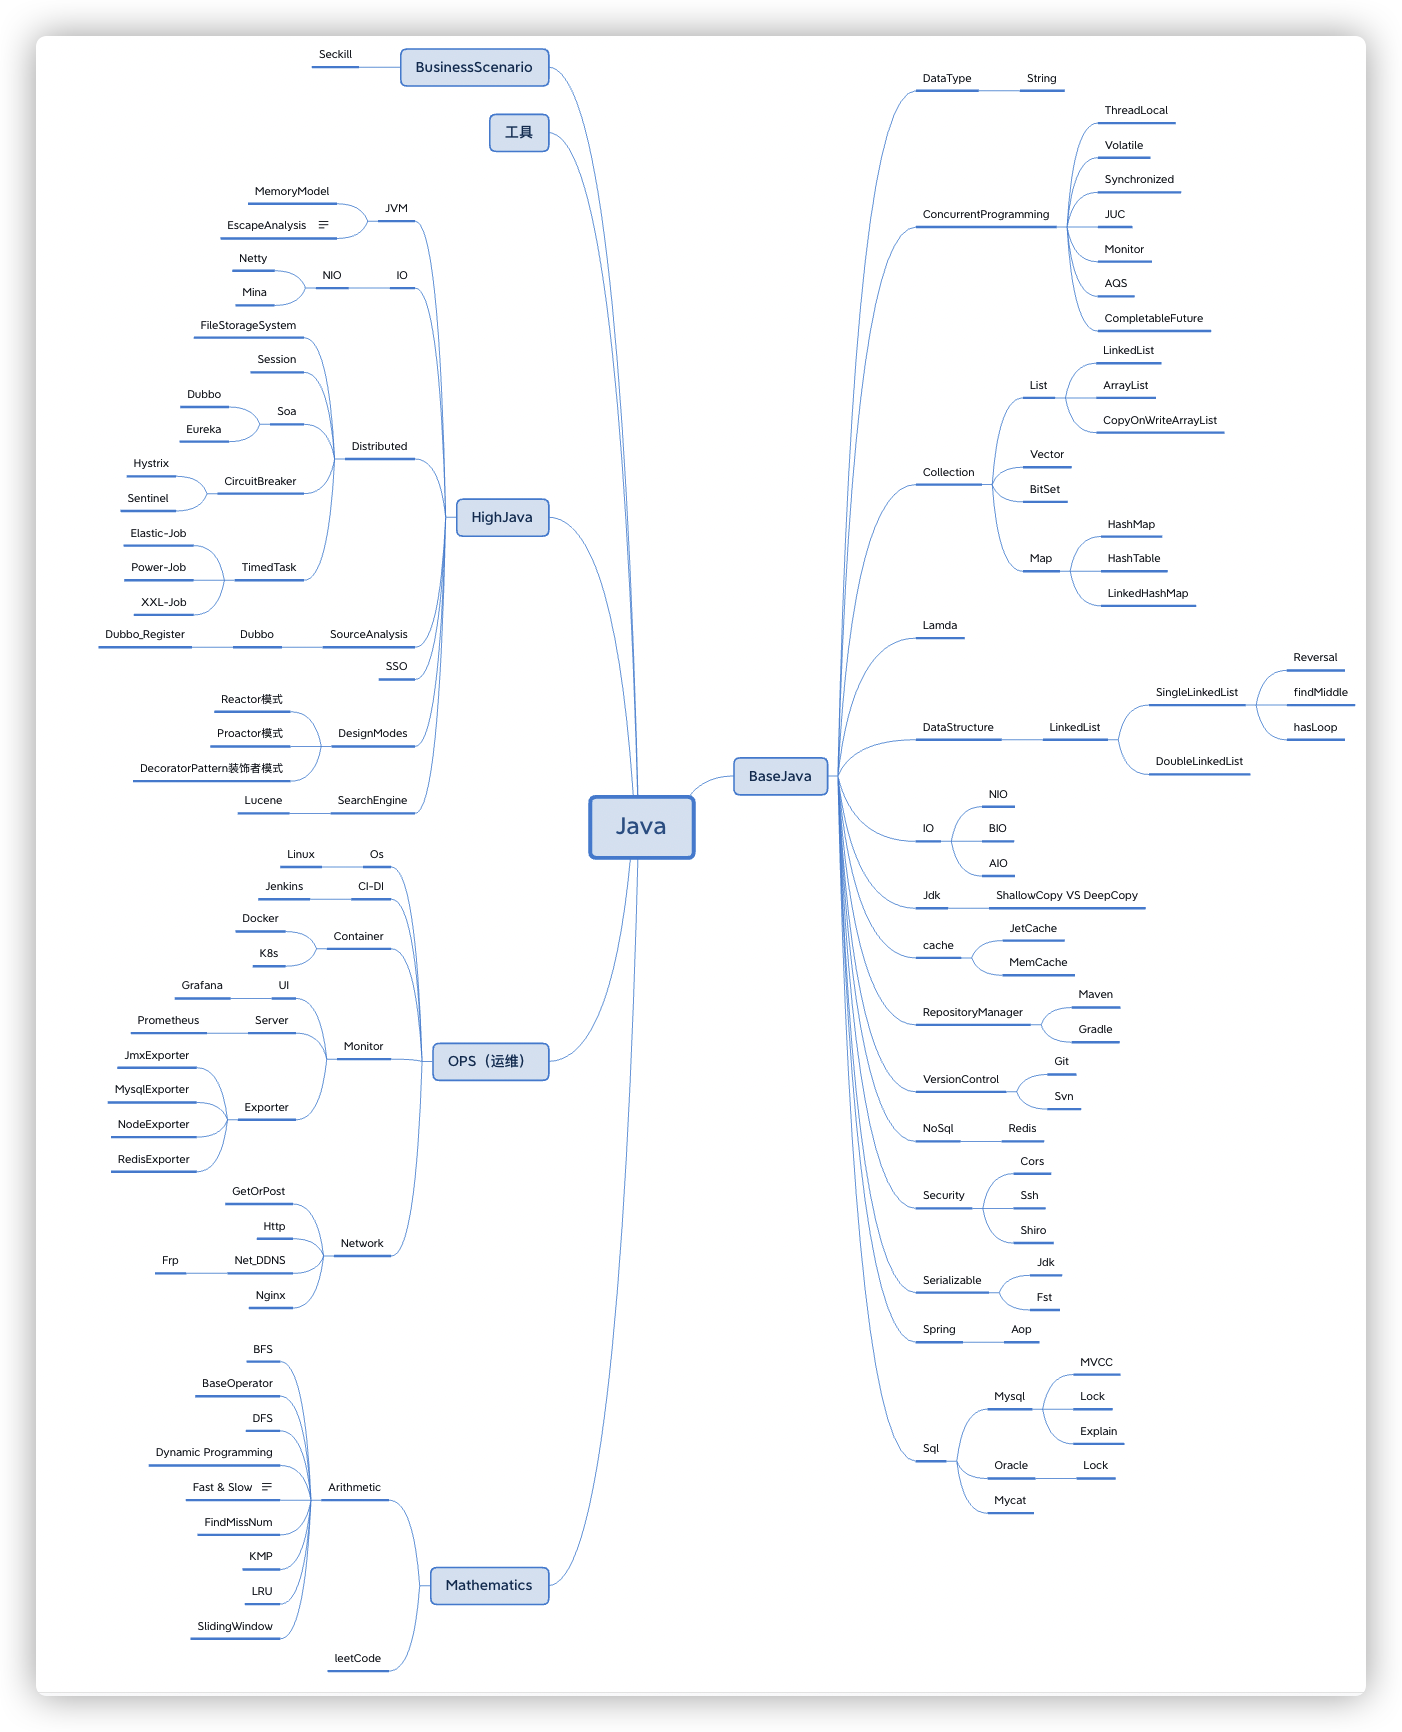 Java
BusinessScenario
Seckill
工具
HighJava
JVM
MemoryModel
EscapeAnalysis
IO
NIO
Netty
Mina
Distributed
FileStorageSystem
Session
Soa
Dubbo
Eureka
CircuitBreaker
Hystrix
Sentinel
TimedTask
Elastic-Job
Power-Job
XXL-Job
SourceAnalysis
Dubbo
Dubbo_Register
SSO
DesignModes
Reactor模式
Proactor模式
DecoratorPattern装饰者模式
SearchEngine
Lucene
OPS（运维）
Os
Linux
CI-DI
Jenkins
Container
Docker
K8s
Monitor
UI
Grafana
Server
Prometheus
Exporter
JmxExporter
MysqlExporter
NodeExporter
RedisExporter
Network
GetOrPost
Http
Net_DDNS
Frp
Nginx
Mathematics
Arithmetic
BFS
BaseOperator
DFS
Dynamic Programming
Fast & Slow
FindMissNum
KMP
LRU
SlidingWindow
leetCode
BaseJava
DataType
String
ConcurrentProgramming
ThreadLocal
Volatile
Synchronized
JUC
Monitor
AQS
CompletableFuture
Collection
List
LinkedList
ArrayList
CopyOnWriteArrayList
Vector
BitSet
Map
HashMap
HashTable
LinkedHashMap
Lamda
DataStructure
LinkedList
SingleLinkedList
Reversal
findMiddle
hasLoop
DoubleLinkedList
IO
NIO
BIO
AIO
Jdk
ShallowCopy VS DeepCopy
cache
JetCache
MemCache
RepositoryManager
Maven
Gradle
VersionControl
Git
Svn
NoSql
Redis
Security
Cors
Ssh
Shiro
Serializable
Jdk
Fst
Spring
Aop
Sql
Mysql
MVCC
Lock
Explain
Oracle
Lock
Mycat